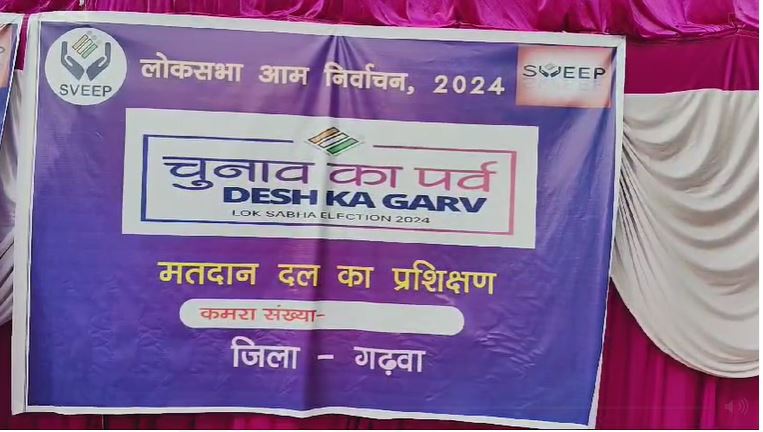 SVEEP
लोकसभा आम निर्वाचन, 2024
SVEEP
चुनाव का पर्व
DESH KA GARV
LOK SABHA ELECTION 2024
मतदान दल का प्रशिक्षण
कमरा संख्या-
जिला - गढ़वा